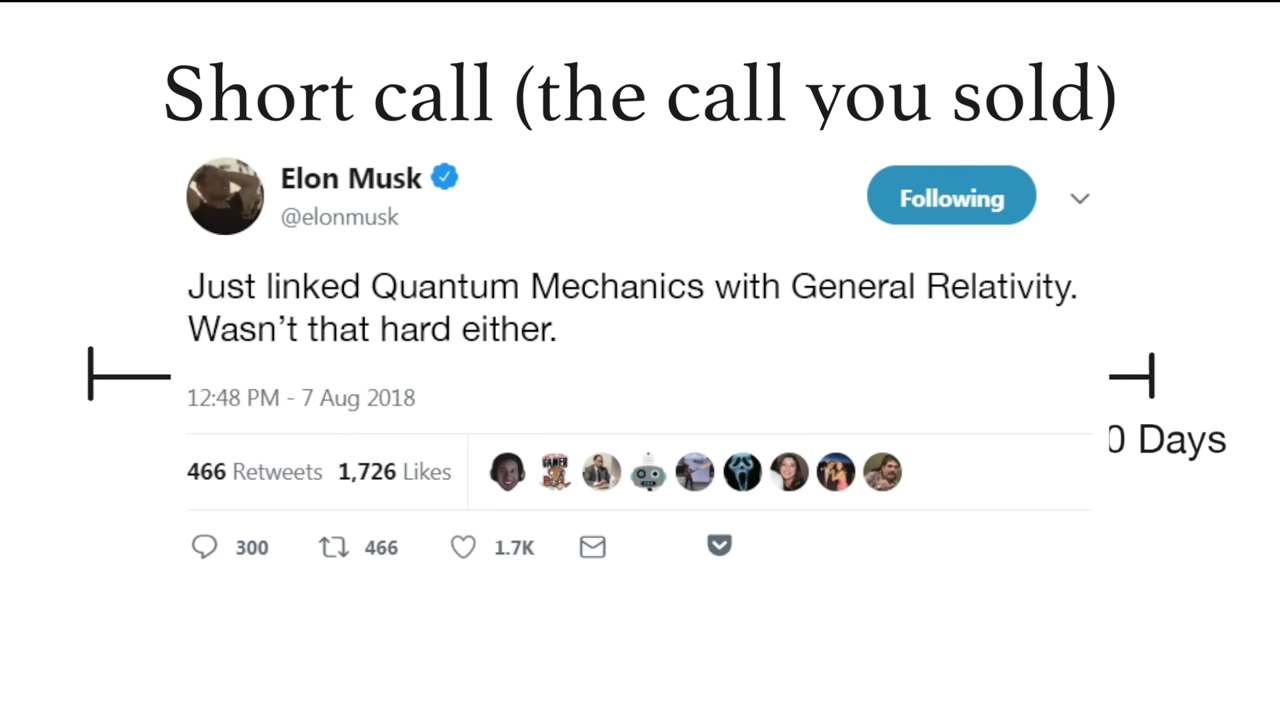 Short call (the call you sold)
Elon Musk
@elonmusk
Following
Just linked Quantum Mechanics with General Relativity.
Wasn't that hard either.
12:48 PM - 7 Aug 2018
0 Days
466 Retweets 1,726 Likes
300 466 1.7K